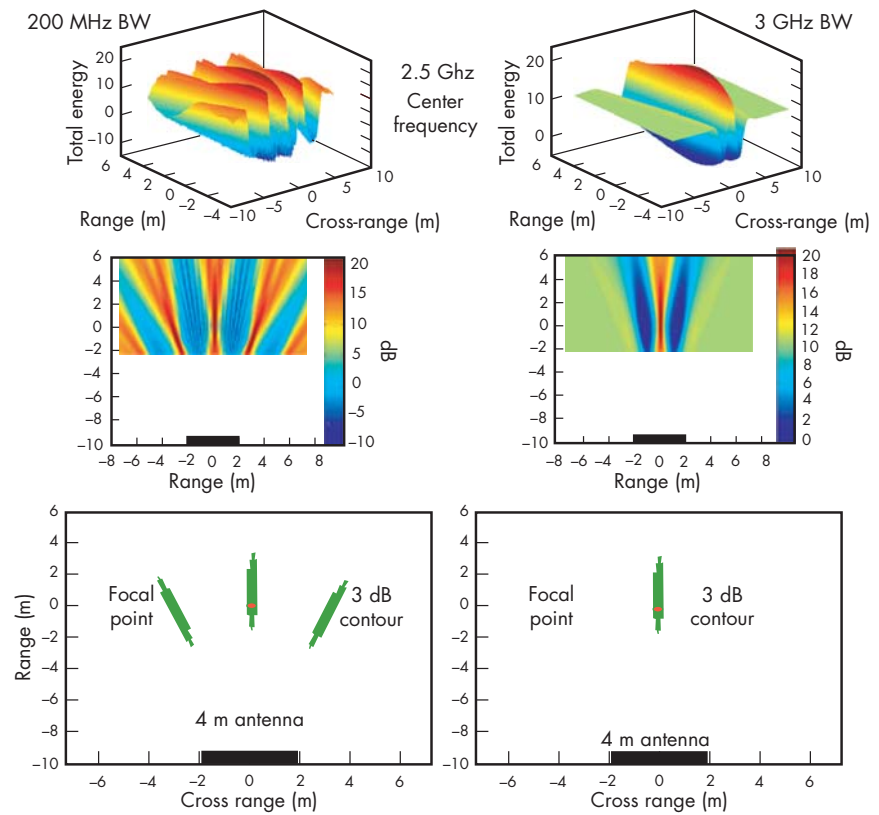 200 MHz BW
3 GHz BW
2.5 Ghz
Center
frequency
Total energy
20
10
0
–10
6
4
2
0
–2
–4
Range (m)
–10
–5
0
5
10
Cross-range (m)
Total energy
20
10
0
6
4
2
0
–2
–4
Range (m)
–10
–5
0
5
10
Cross-range (m)
6
4
2
0
–2
–4
–6
–8
–10
–8 –6 –4 –2 0 2 4 6 8
Range (m)
20
15
10
5
0
–5
–10
dB
6
4
2
0
–2
–4
–6
–8
–10
–8 –6 –4 –2 0 2 4 6 8
Range (m)
20
18
16
14
12
10
8
6
4
2
0
dB
Range (m)
6
4
2
0
–2
–4
–6
–8
–10
Focal
point
3 dB
contour
4 m antenna
–6 –4 –2 0 2 4 6
Cross range (m)
6
4
2
0
–2
–4
–6
–8
–10
Focal
point
3 dB
contour
4 m antenna
–6 –4 –2 0 2 4 6
Cross range (m)